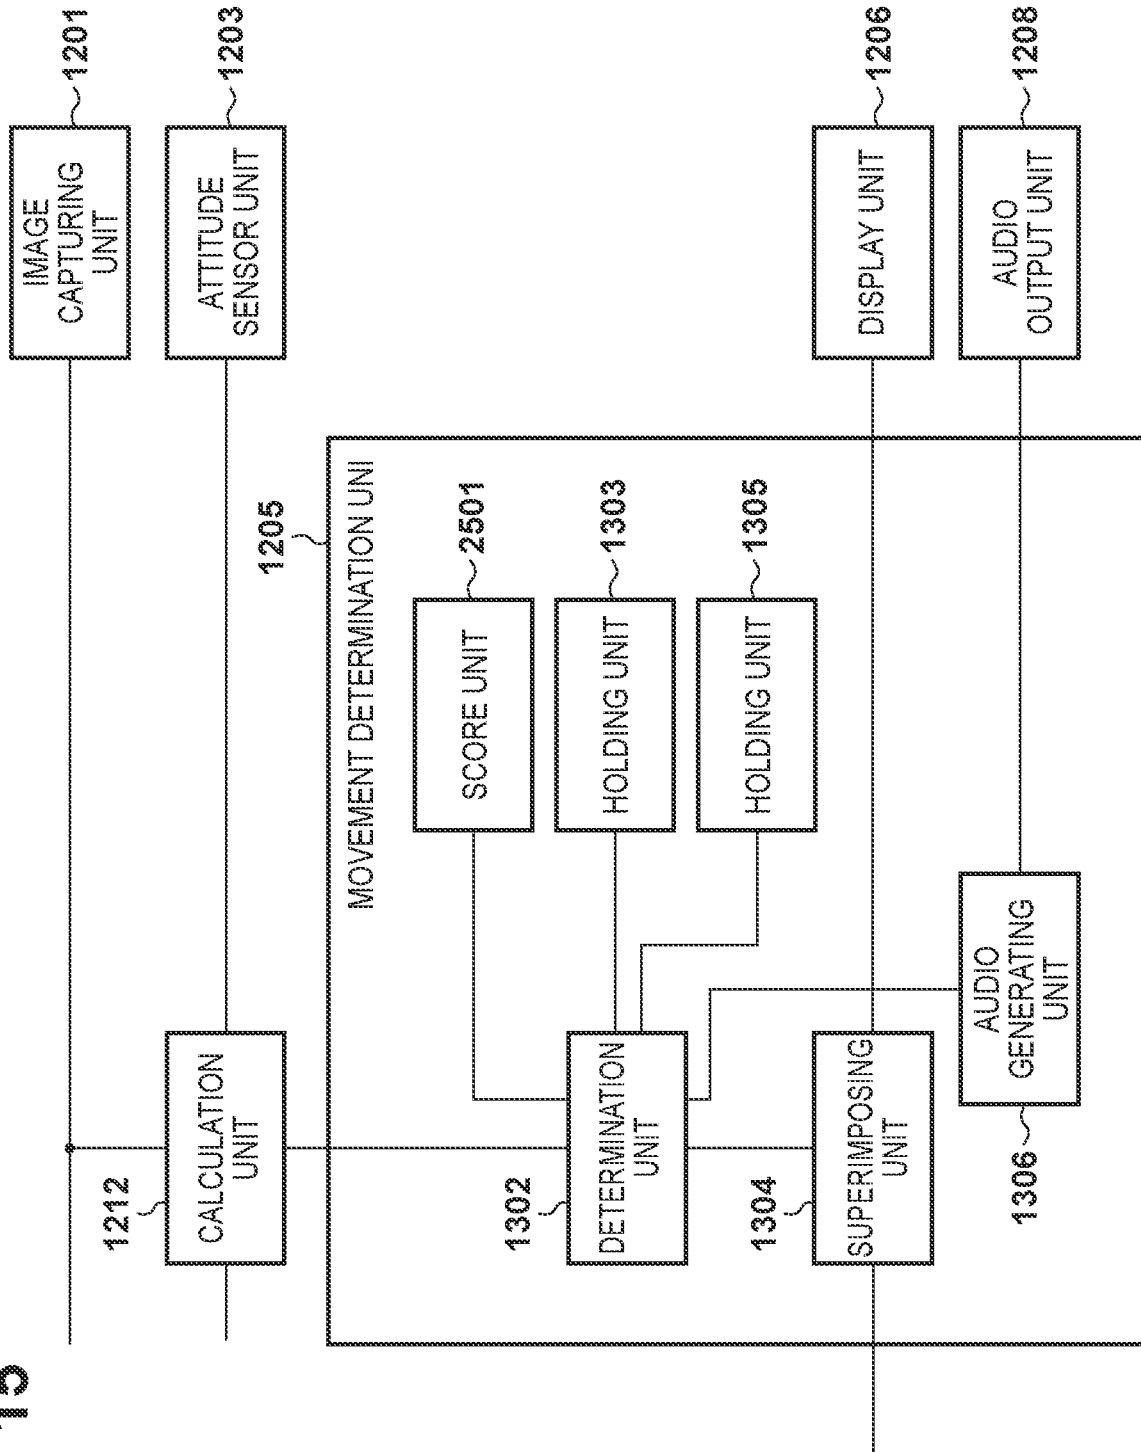 IMAGE
CAPTURING
UNIT
1201
1212
CALCULATION
UNIT
ATTITUDE
SENSOR UNIT
1203
1205
MOVEMENT DETERMINATION UNI
SCORE UNIT
2501
1302
DETERMINATION
UNIT
HOLDING UNIT
1303
HOLDING UNIT
1305
1304
SUPERIMPOSING
UNIT
DISPLAY UNIT
1206
1306
AUDIO
GENERATING
UNIT
AUDIO
OUTPUT UNIT
1208